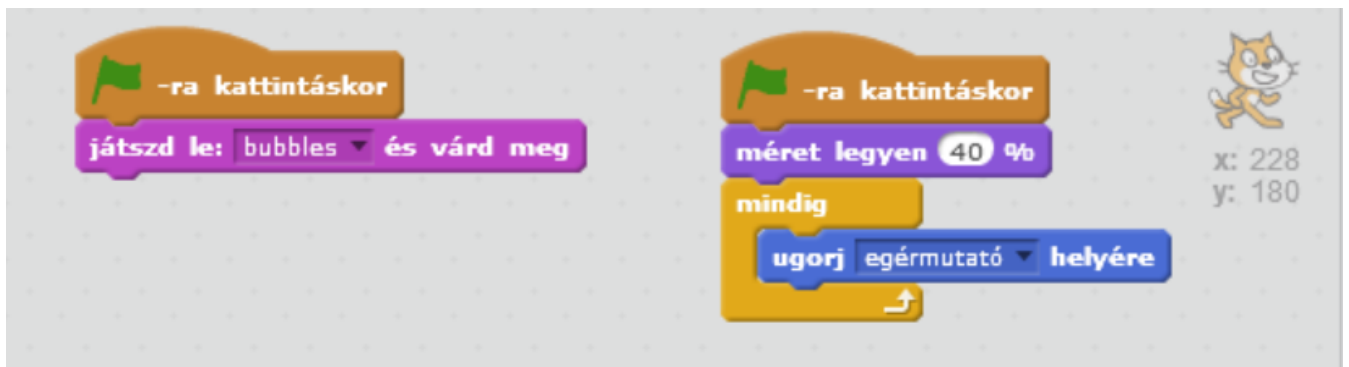 -ra kattintáskor
játszd le: bubbles és várd meg
-ra kattintáskor
méret legyen 40 %
mindig
ugorj egérmutató helyére
x: 228
y: 180